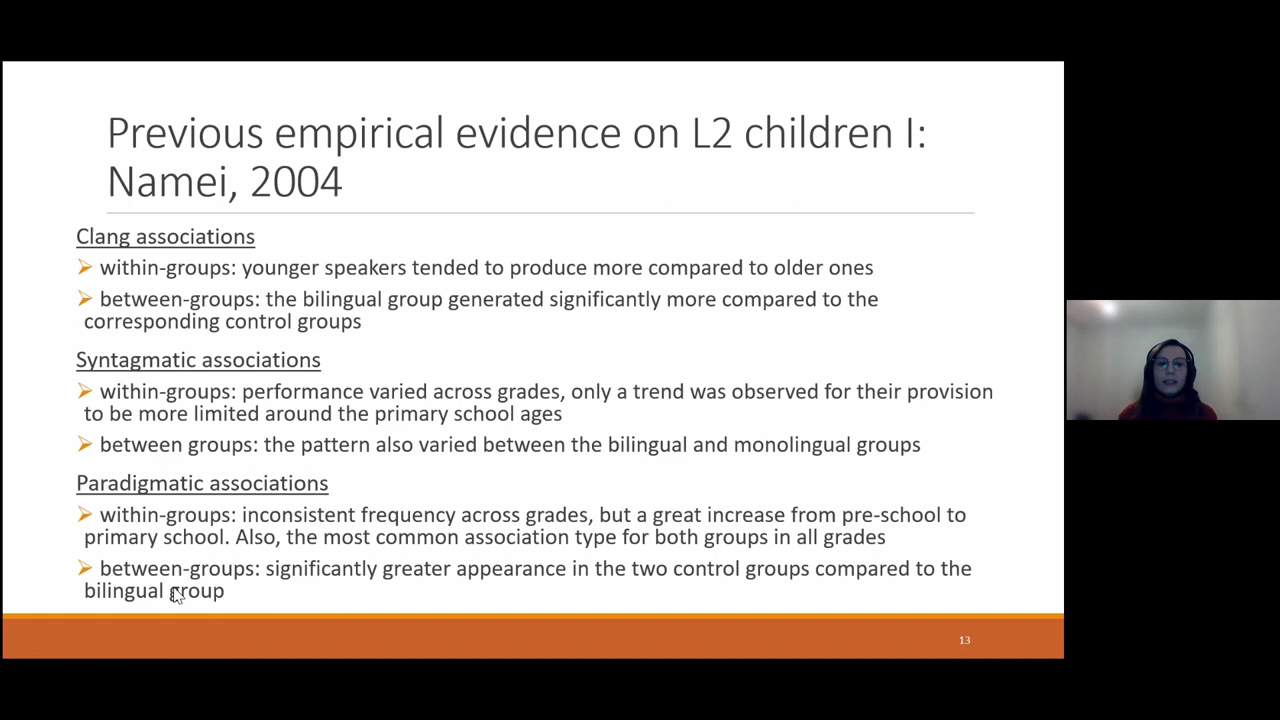 Previous empirical evidence on L2 children I:
Namei, 2004
Clang associations
within-groups: younger speakers tended to produce more compared to older ones
between-groups: the bilingual group generated significantly more compared to the
corresponding control groups
Syntagmatic associations
within-groups: performance varied across grades, only a trend was observed for their provision
to be more limited around the primary school ages
between groups: the pattern also varied between the bilingual and monolingual groups
Paradigmatic associations
within-groups: inconsistent frequency across grades, but a great increase from pre-school to
primary school. Also, the most common association type for both groups in all grades
between-groups: significantly greater appearance in the two control groups compared to the
bilingual group
13